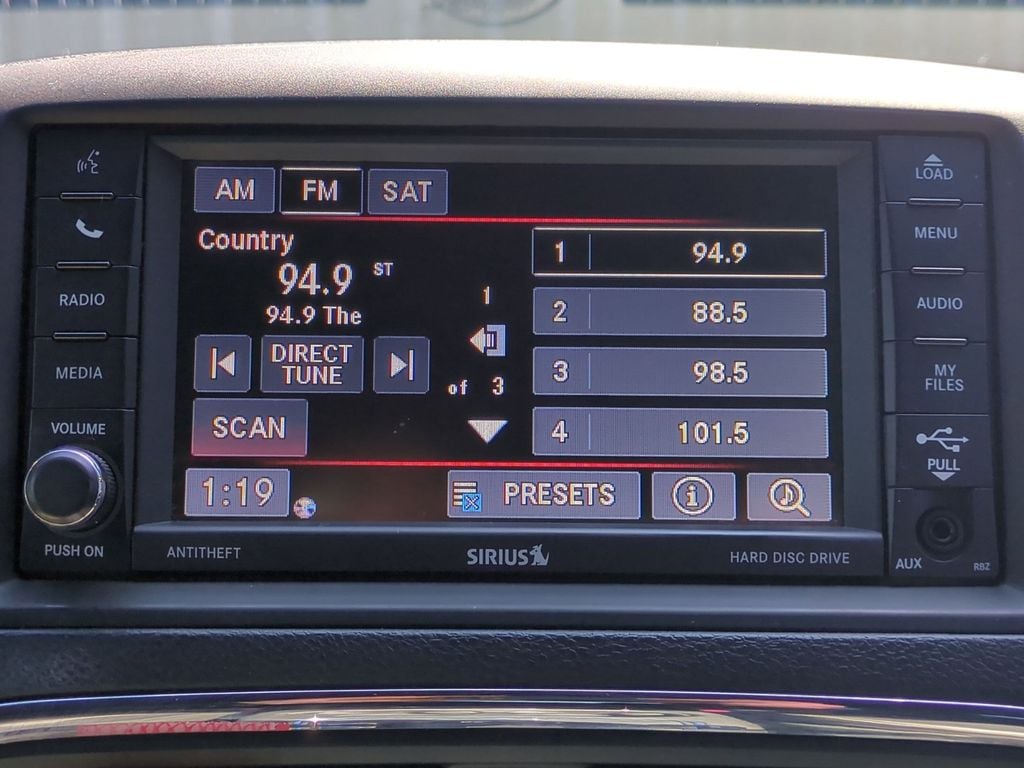 AM FM SAT
Country
94.9 ST
94.9 The
DIRECT
TUNE
SCAN
1
of 3
1 94.9
2 88.5
3 98.5
4 101.5
1:19
PRESETS
i
RADIO
MEDIA
VOLUME
PUSH ON
LOAD
MENU
AUDIO
MY
FILES
PULL
AUX
RBZ
ANTITHEFT
SIRIUS
HARD DISC DRIVE